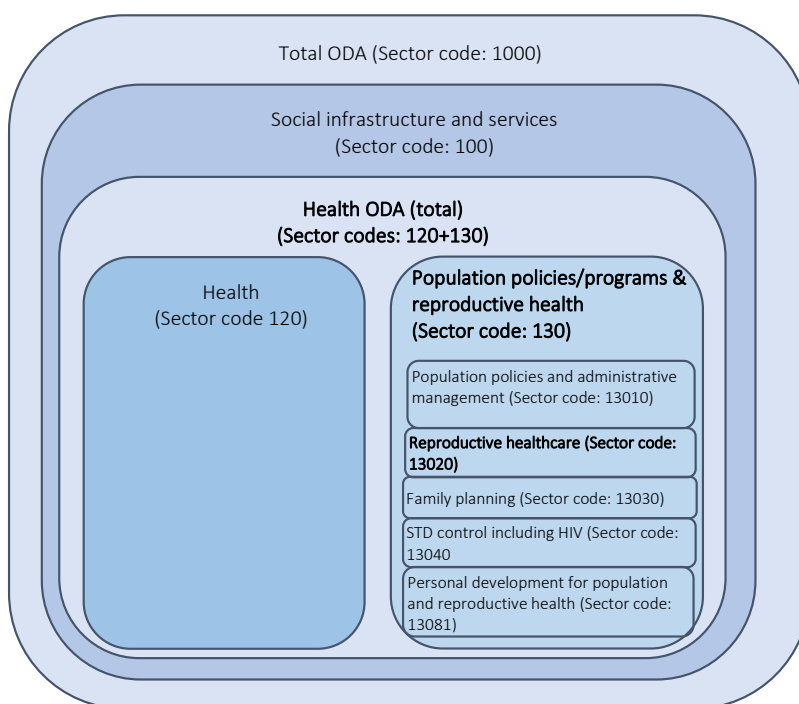 Total ODA (Sector code: 1000)
Social infrastructure and services
(Sector code: 100)
Health ODA (total)
(Sector codes: 120+130)
Health
(Sector code 120)
Population policies/programs &
reproductive health
(Sector code: 130)
Population policies and administrative
management (Sector code: 13010)
Reproductive healthcare (Sector code:
13020)
Family planning (Sector code: 13030)
STD control including HIV (Sector code:
13040
Personal development for population
and reproductive health (Sector code:
13081)